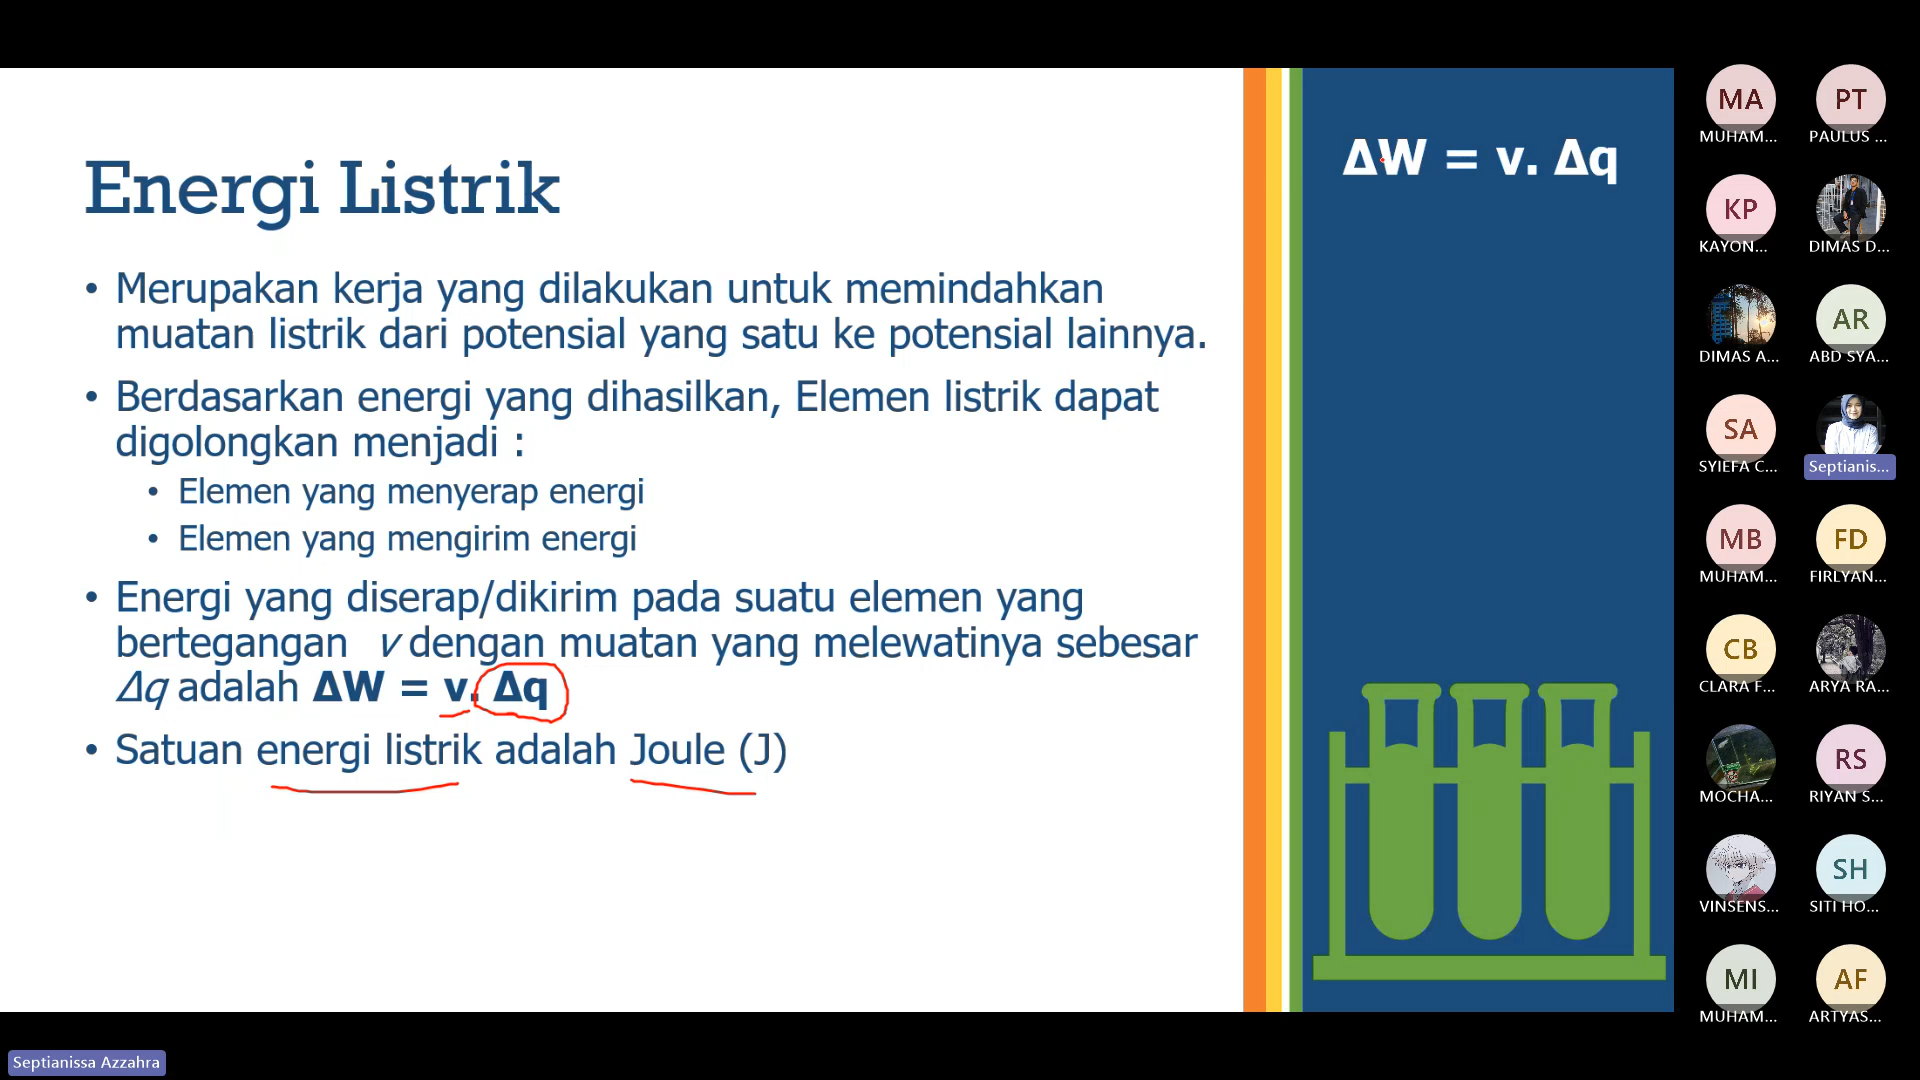 Energi Listrik
• Merupakan kerja yang dilakukan untuk memindahkan
muatan listrik dari potensial yang satu ke potensial lainnya.
• Berdasarkan energi yang dihasilkan, Elemen listrik dapat
digolongkan menjadi :
• Elemen yang menyerap energi
• Elemen yang mengirim energi
• Energi yang diserap/dikirim pada suatu elemen yang
bertegangan v dengan muatan yang melewatinya sebesar
Δq adalah ΔW = v. Δq
• Satuan energi listrik adalah Joule (J)
ΔW = v. Δq
MA
MUHAM...
PT
PAULUS ...
KP
KAYON...
DIMAS D...
DIMAS A...
AR
ABD SYA...
SA
SYIEFA C...
Septianis...
MB
MUHAM...
FD
FIRLYAN...
CB
CLARA F...
ARYA RA...
MOCHA...
RS
RIYAN S...
VINSENS...
SH
SITI HO...
MI
MUHAM...
AF
ARTYAS...
Septianissa Azzahra